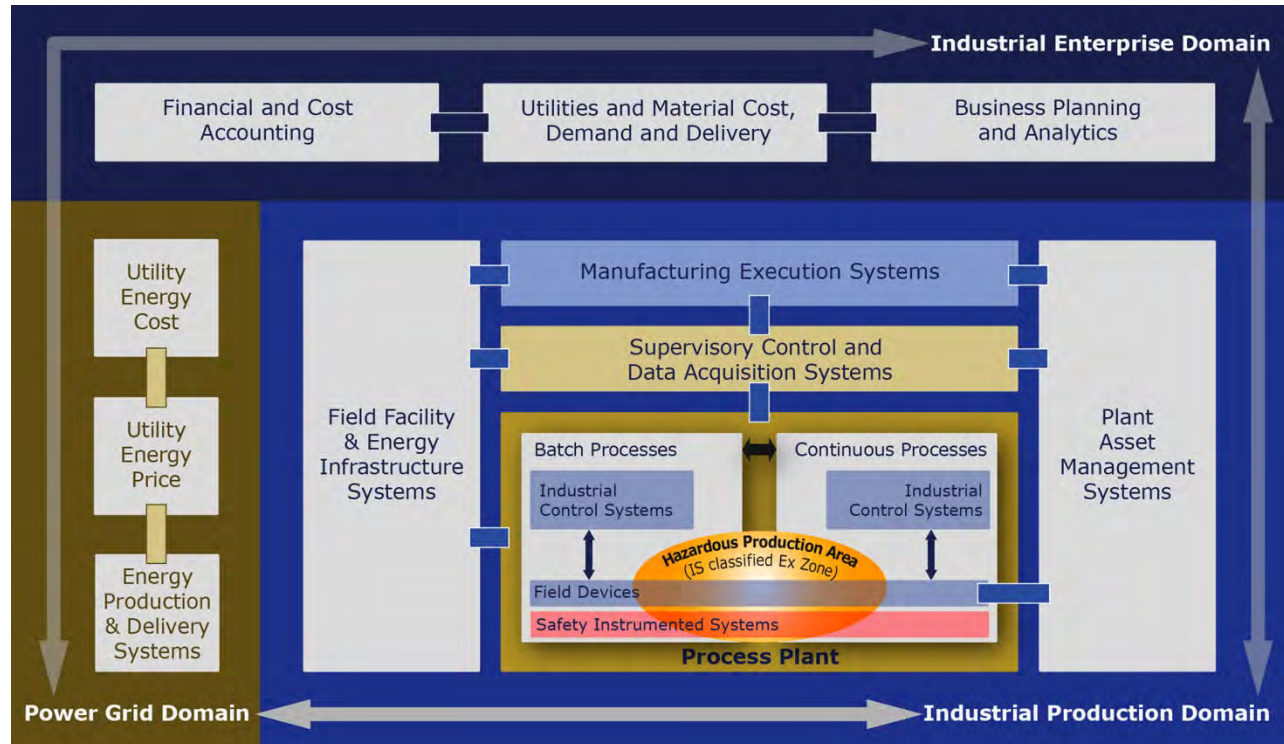 Industrial Enterprise Domain
Financial and Cost
Accounting
Utilities and Material Cost,
Demand and Delivery
Business Planning
and Analytics
Utility
Energy
Cost
Utility
Energy
Price
Energy
Production
& Delivery
Systems
Field Facility
& Energy
Infrastructure
Systems
Manufacturing Execution Systems
Supervisory Control and
Data Acquisition Systems
Batch Processes
Continuous Processes
Industrial
Control Systems
Industrial
Control Systems
Hazardous Production Area
(IS classified Ex Zone)
Field Devices
Safety Instrumented Systems
Process Plant
Plant
Asset
Management
Systems
Power Grid Domain
Industrial Production Domain